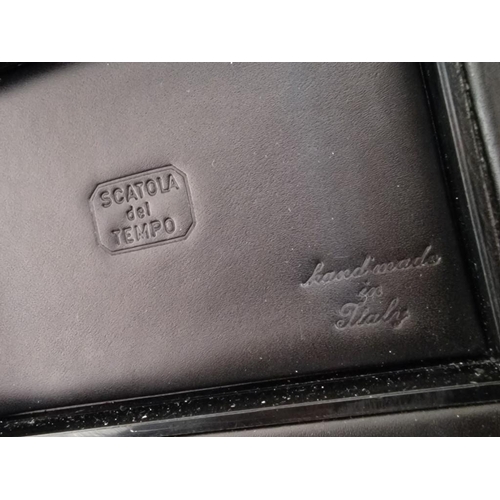 SCATOLA
del
TEMPO
handmade
in
Italy